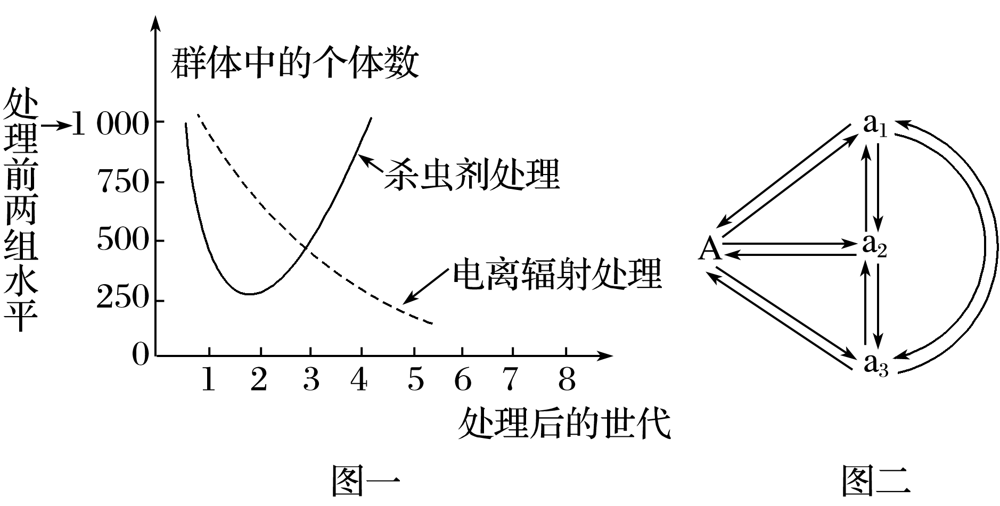 群体中的个体数
处理前两组水平
1 000
750
500
250
0
杀虫剂处理
电离辐射处理
1 2 3 4 5 6 7 8
处理后的世代
图一
a1
A
a2
a3
图二